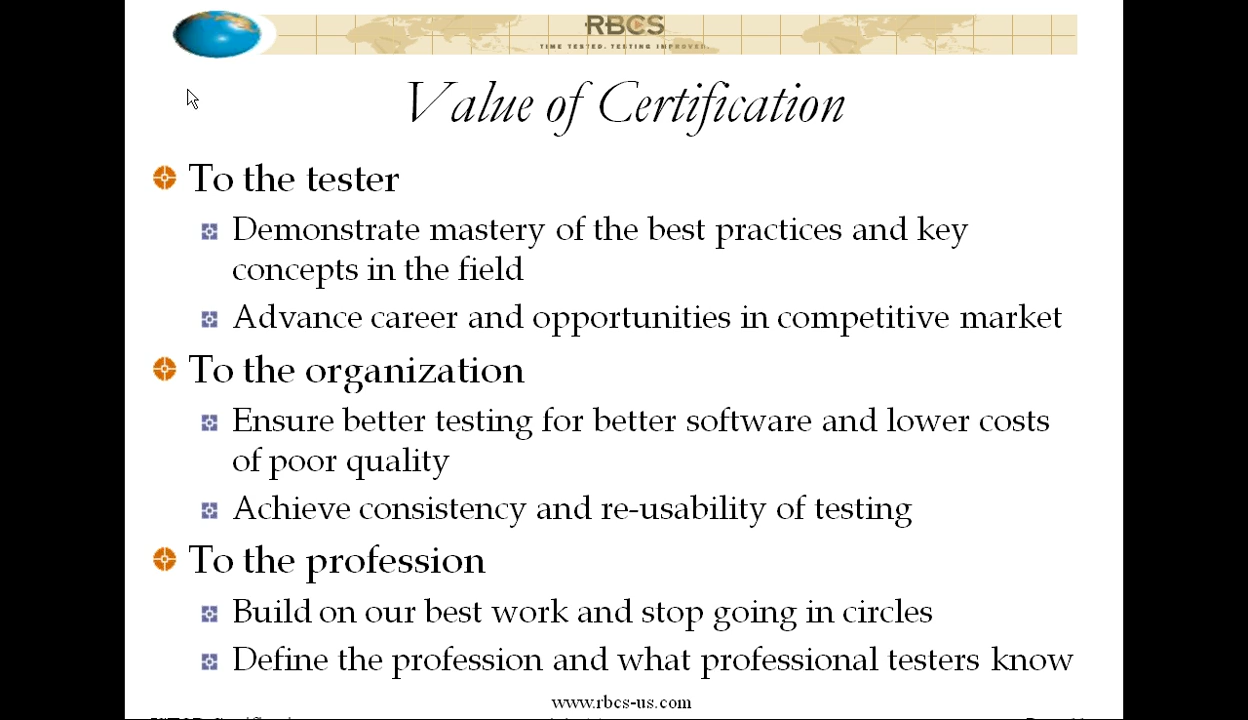 RBCS
TIME TESTED. TESTING IMPROVED.
Value of Certification
To the tester
Demonstrate mastery of the best practices and key
concepts in the field
Advance career and opportunities in competitive market
To the organization
Ensure better testing for better software and lower costs
of poor quality
Achieve consistency and re-usability of testing
To the profession
Build on our best work and stop going in circles
Define the profession and what professional testers know
www.rbcs-us.com